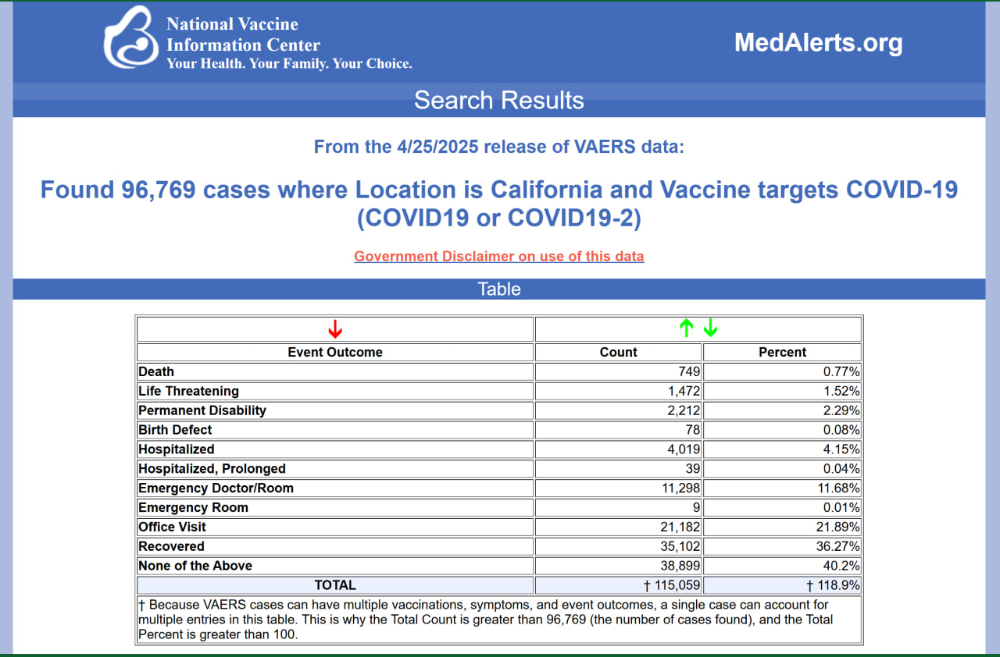 National Vaccine
Information Center
Your Health. Your Family. Your Choice.
MedAlerts.org
Search Results
From the 4/25/2025 release of VAERS data:
Found 96,769 cases where Location is California and Vaccine targets COVID-19
(COVID19 or COVID19-2)
Government Disclaimer on use of this data
Table
↓ ↑ ↓
Event Outcome Count Percent
Death 749 0.77%
Life Threatening 1,472 1.52%
Permanent Disability 2,212 2.29%
Birth Defect 78 0.08%
Hospitalized 4,019 4.15%
Hospitalized, Prolonged 39 0.04%
Emergency Doctor/Room 11,298 11.68%
Emergency Room 9 0.01%
Office Visit 21,182 21.89%
Recovered 35,102 36.27%
None of the Above 38,899 40.2%
TOTAL † 115,059 † 118.9%
† Because VAERS cases can have multiple vaccinations, symptoms, and event outcomes, a single case can account for
multiple entries in this table. This is why the Total Count is greater than 96,769 (the number of cases found), and the Total
Percent is greater than 100.